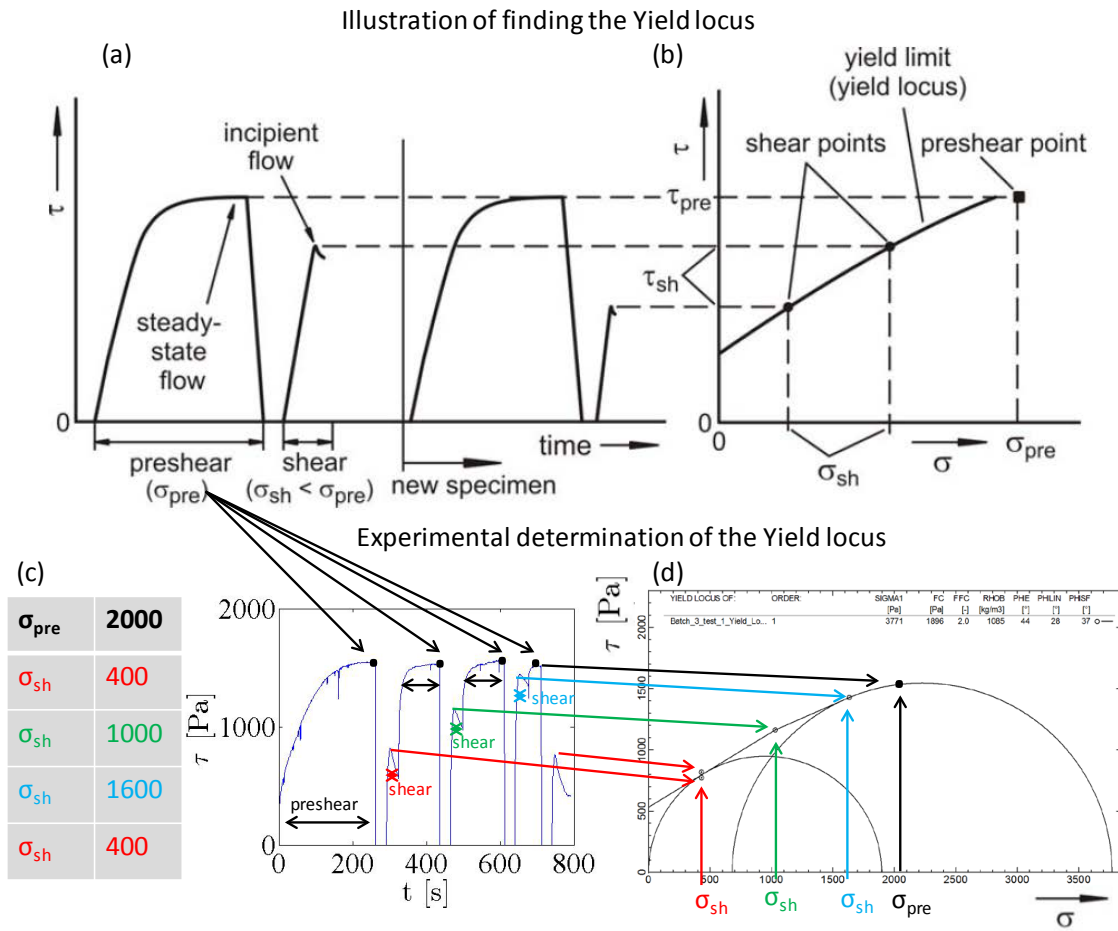 Illustration of finding the Yield locus
(a)
τ
0
incipient
flow
steady-
state
flow
time
preshear
(σpre)
shear
(σsh < σpre)
new specimen
(b)
yield limit
(yield locus)
shear points
preshear point
τ
τpre
τsh
0
0
σsh
σ
σpre
Experimental determination of the Yield locus
(c)
σpre 2000
σsh 400
σsh 1000
σsh 1600
σsh 400
τ [Pa]
2000
1000
0
preshear
shear
shear
shear
0 200 400 600 800
t [s]
(d)
τ [Pa]
YIELD LOCUS OF: ORDER: SIGMA1 FC FFC RHOB PHE PHILIN PHISF
[Pa] [Pa] [-] [kg/m3] [°] [°] [°]
Batch_3_test_1_Yield_Lo... 1 3771 1896 2.0 1085 44 28 37
2000
1500
1000
500
0
0 500 1000 1500 2000 2500 3000 3500
σsh
σsh
σsh
σpre
σ